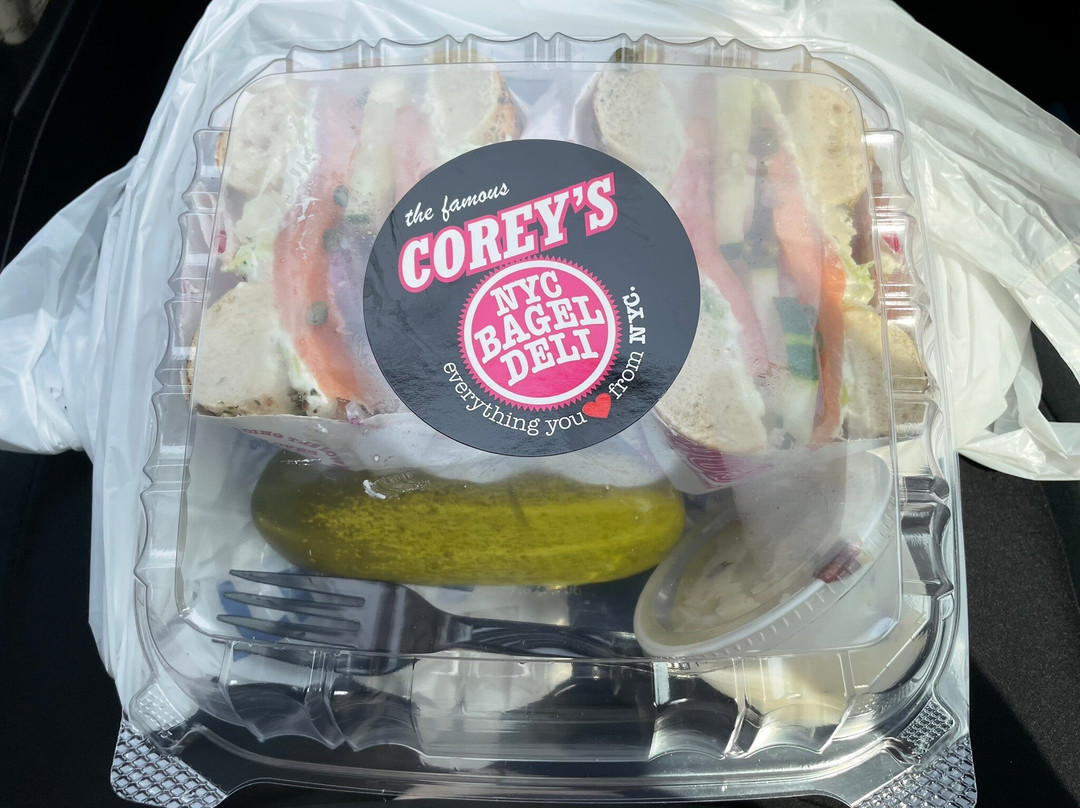 the famous
COREY'S
NYC
BAGEL
DELI
everything you ❤ from NYC.